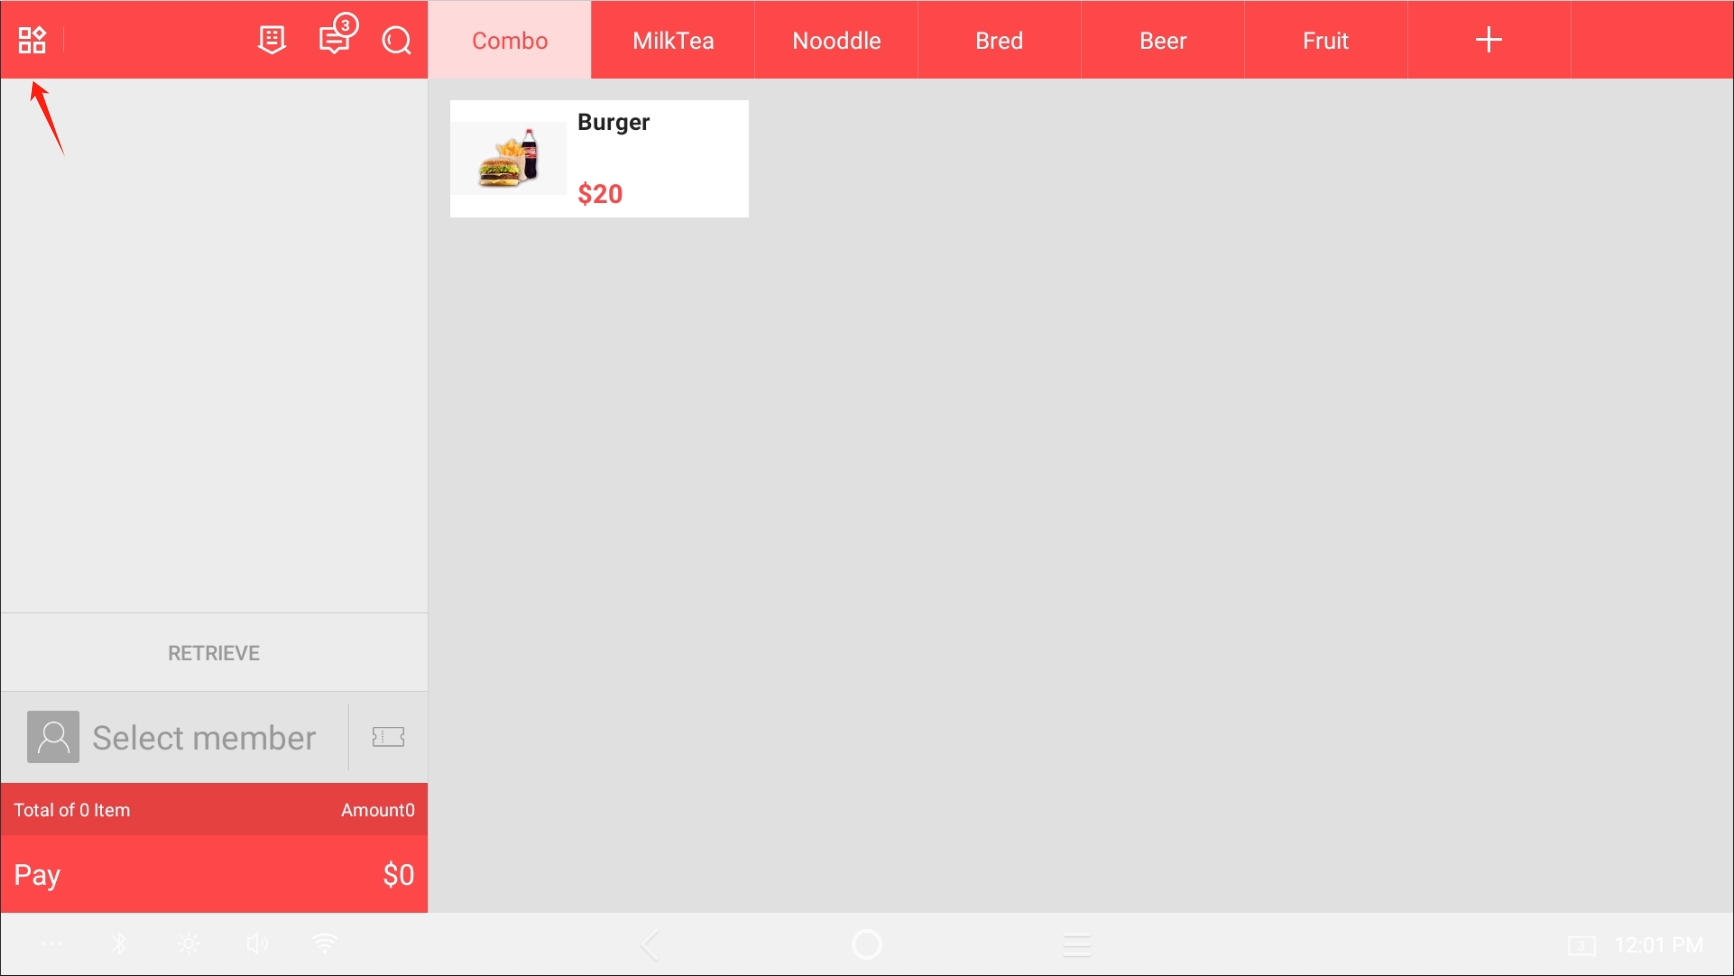 3
Combo
MilkTea
Nooddle
Bred
Beer
Fruit
Burger
$20
RETRIEVE
Select member
Total of 0 Item
Amount0
Pay
$0
3
12:01 PM